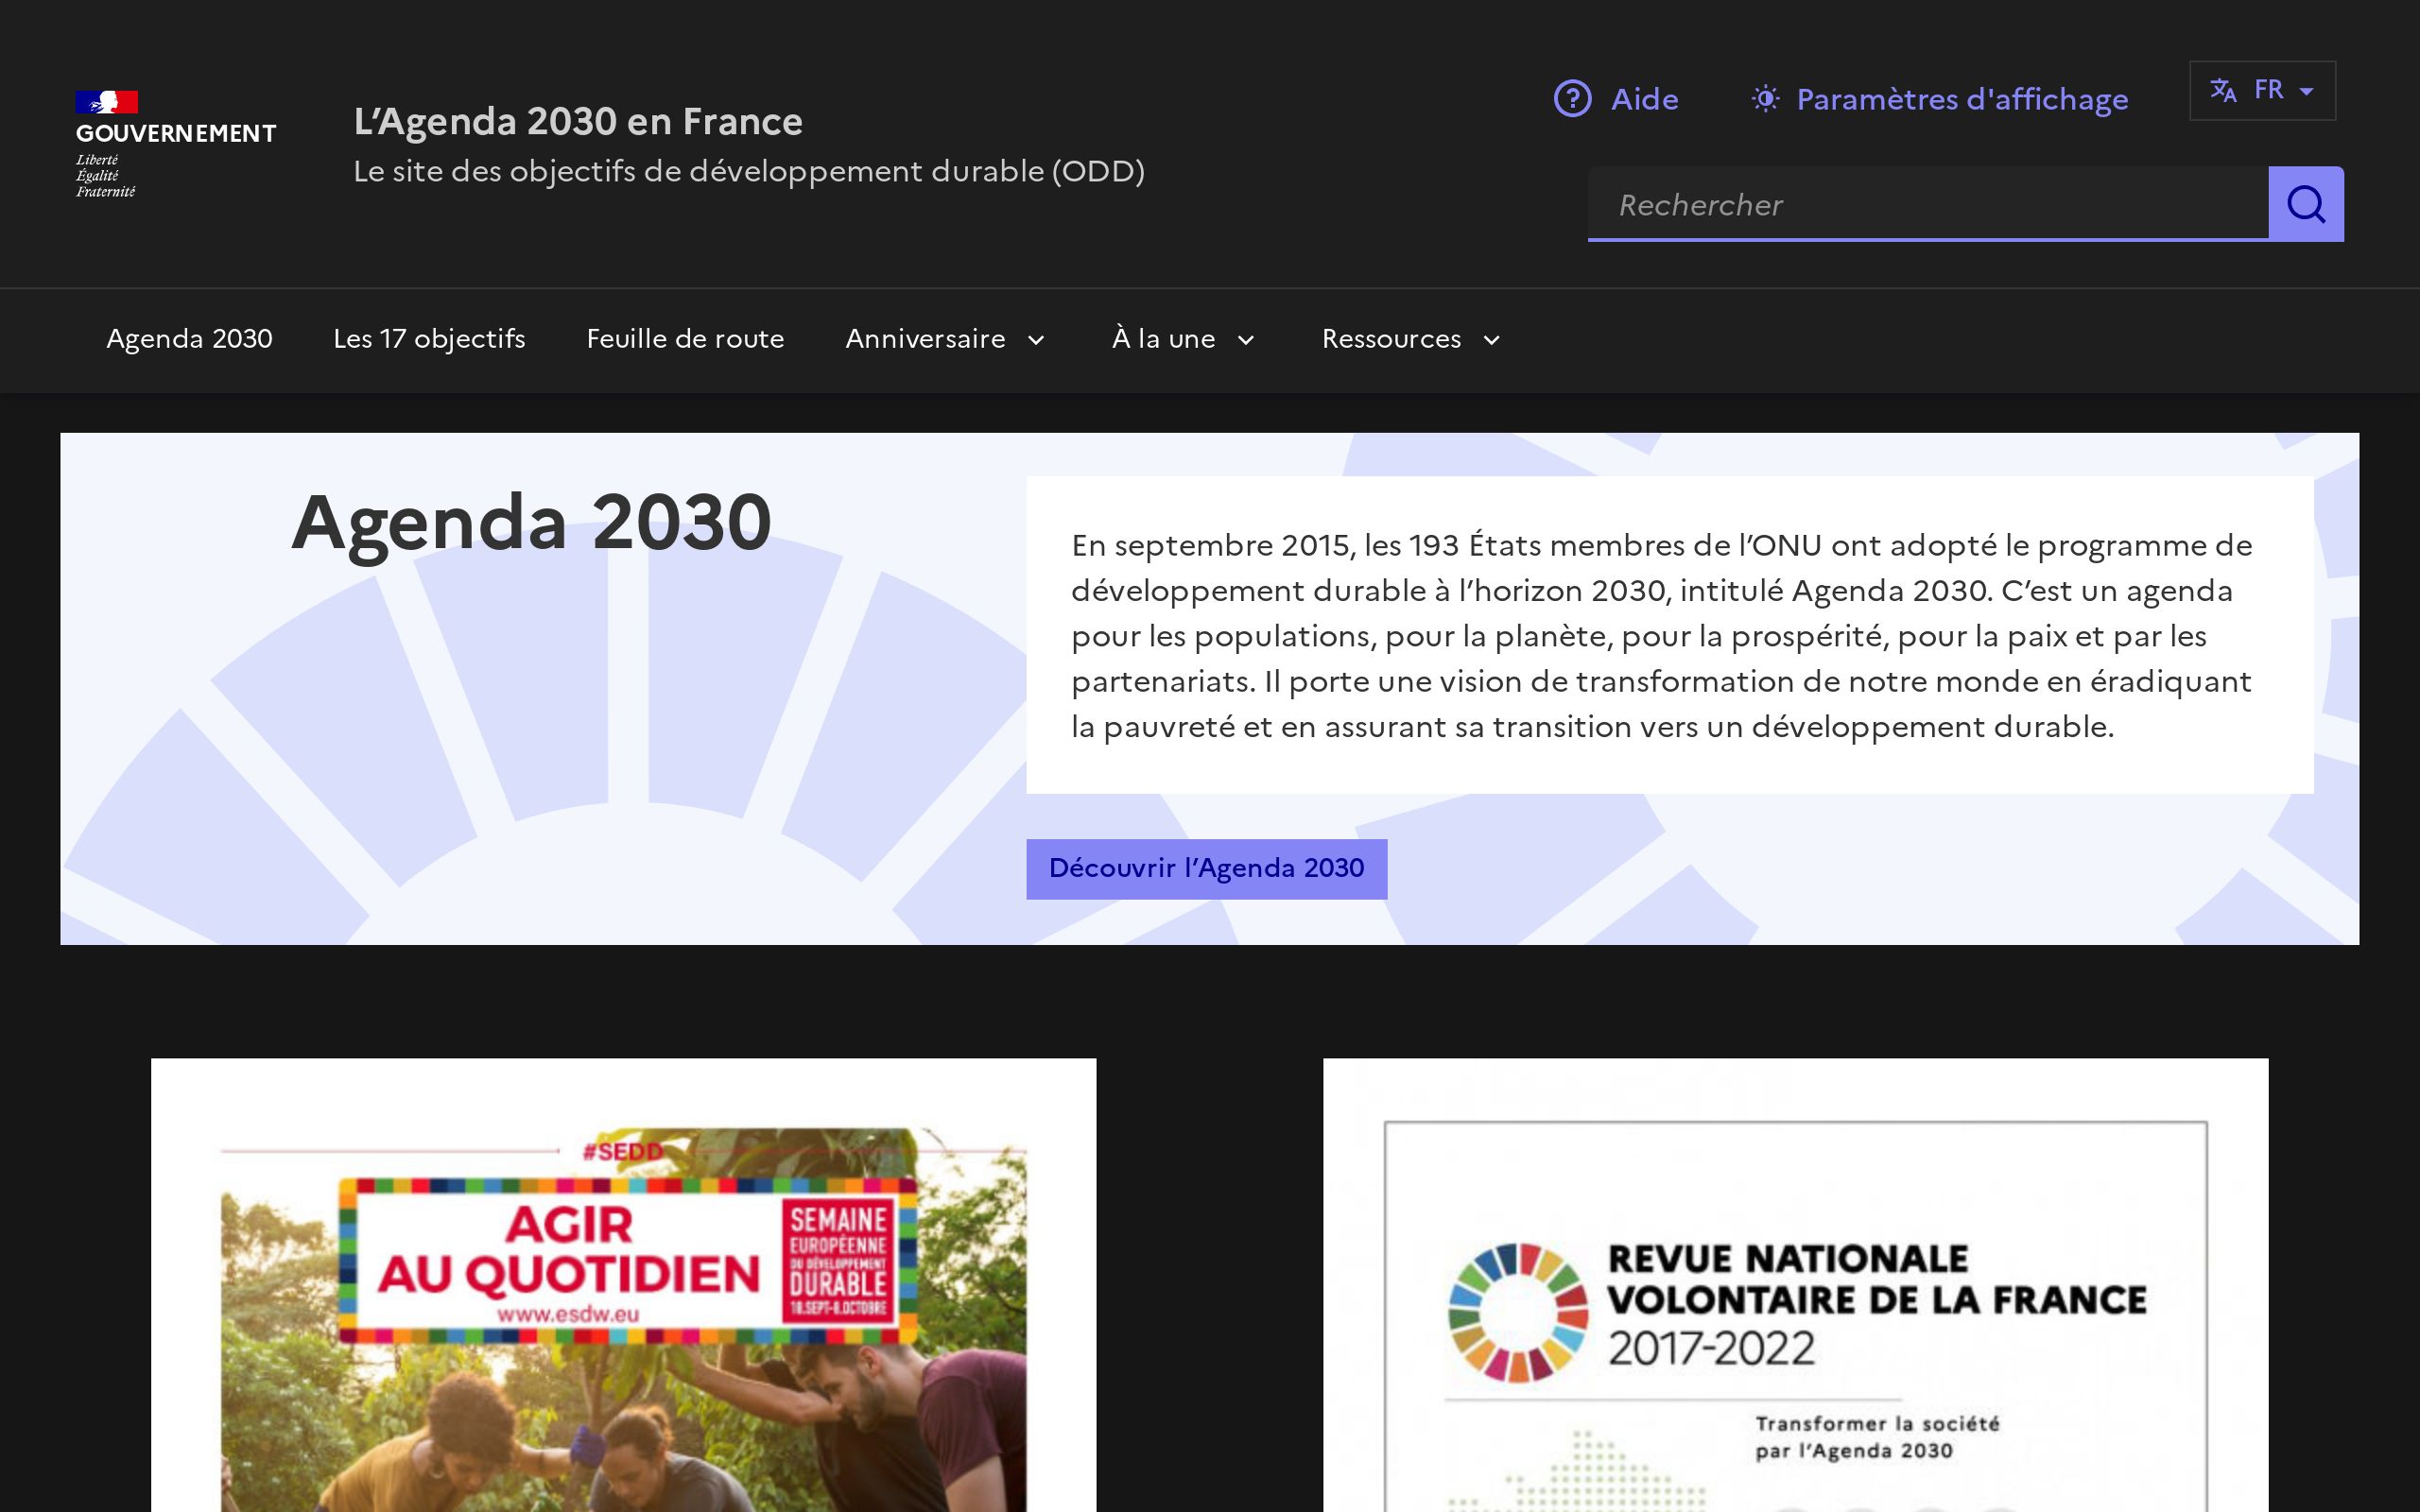 GOUVERNEMENT
Liberté
Égalité
Fraternité
L’Agenda 2030 en France
Le site des objectifs de développement durable (ODD)
Aide
Paramètres d'affichage
FR
Rechercher
Agenda 2030
Les 17 objectifs
Feuille de route
Anniversaire
À la une
Ressources
Agenda 2030
En septembre 2015, les 193 États membres de l’ONU ont adopté le programme de
développement durable à l’horizon 2030, intitulé Agenda 2030. C’est un agenda
pour les populations, pour la planète, pour la prospérité, pour la paix et par les
partenariats. Il porte une vision de transformation de notre monde en éradiquant
la pauvreté et en assurant sa transition vers un développement durable.
Découvrir l’Agenda 2030
#SEDD
AGIR
AU QUOTIDIEN
www.esdw.eu
SEMAINE
EUROPÉENNE
DU DÉVELOPPEMENT
DURABLE
18.SEPT-8.OCTOBRE
REVUE NATIONALE
VOLONTAIRE DE LA FRANCE
2017-2022
Transformer la société
par l’Agenda 2030